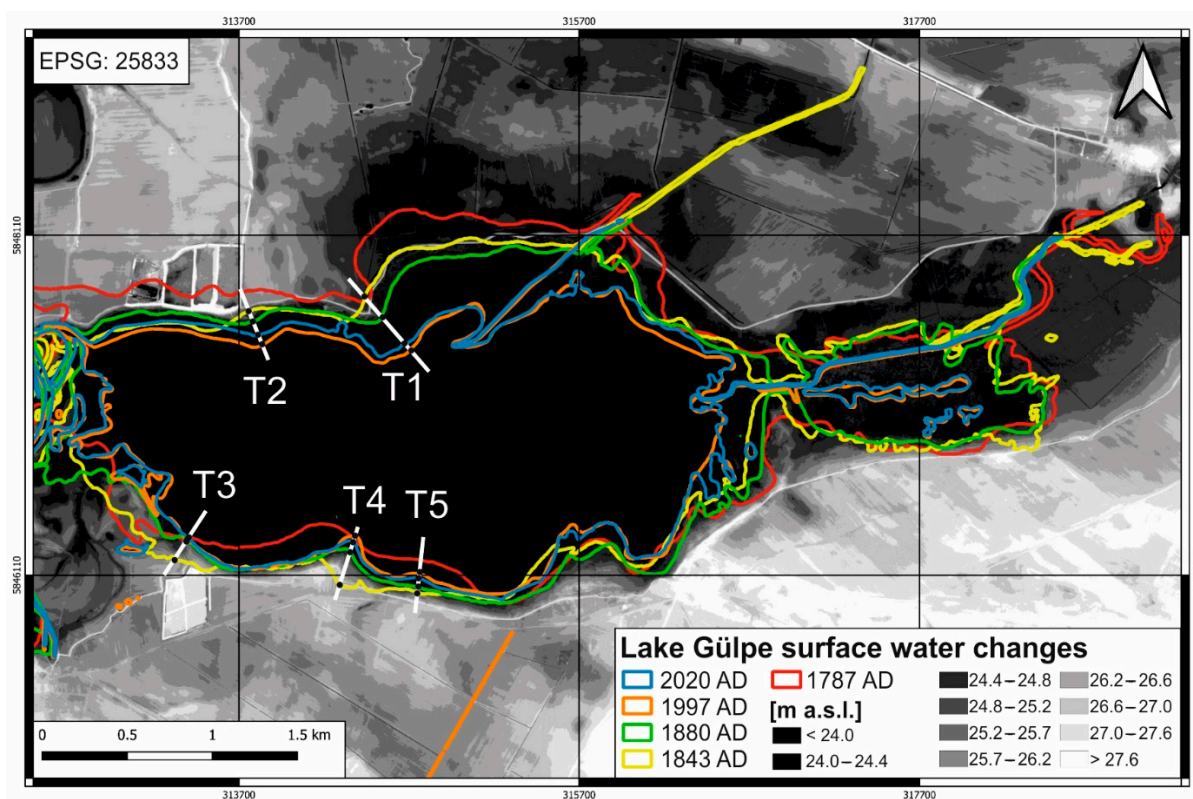 313700 315700 317700
EPSG: 25833
5848110
T2 T1
T3 T4 T5
5846110
Lake Gülpe surface water changes
2020 AD 1787 AD 24.4–24.8 26.2–26.6
1997 AD [m a.s.l.] 24.8–25.2 26.6–27.0
1880 AD < 24.0 25.2–25.7 27.0–27.6
1843 AD 24.0–24.4 25.7–26.2 > 27.6
0 0.5 1 1.5 km
313700 315700 317700